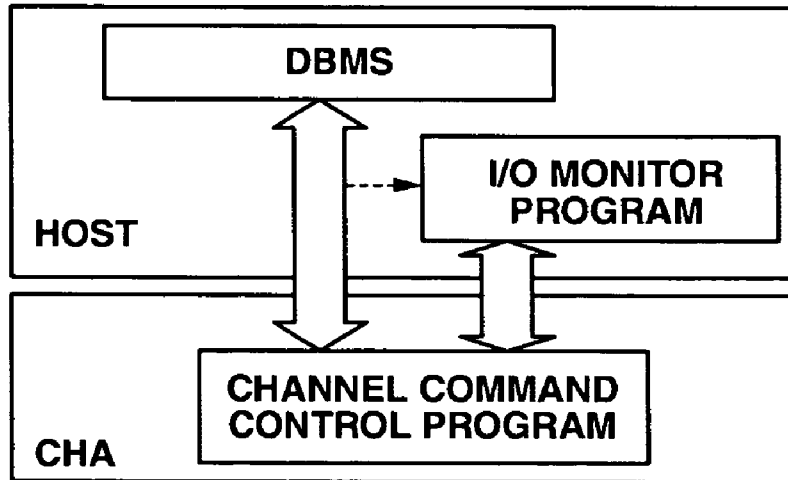 DBMS
I/O MONITOR
PROGRAM
HOST
CHANNEL COMMAND
CONTROL PROGRAM
CHA